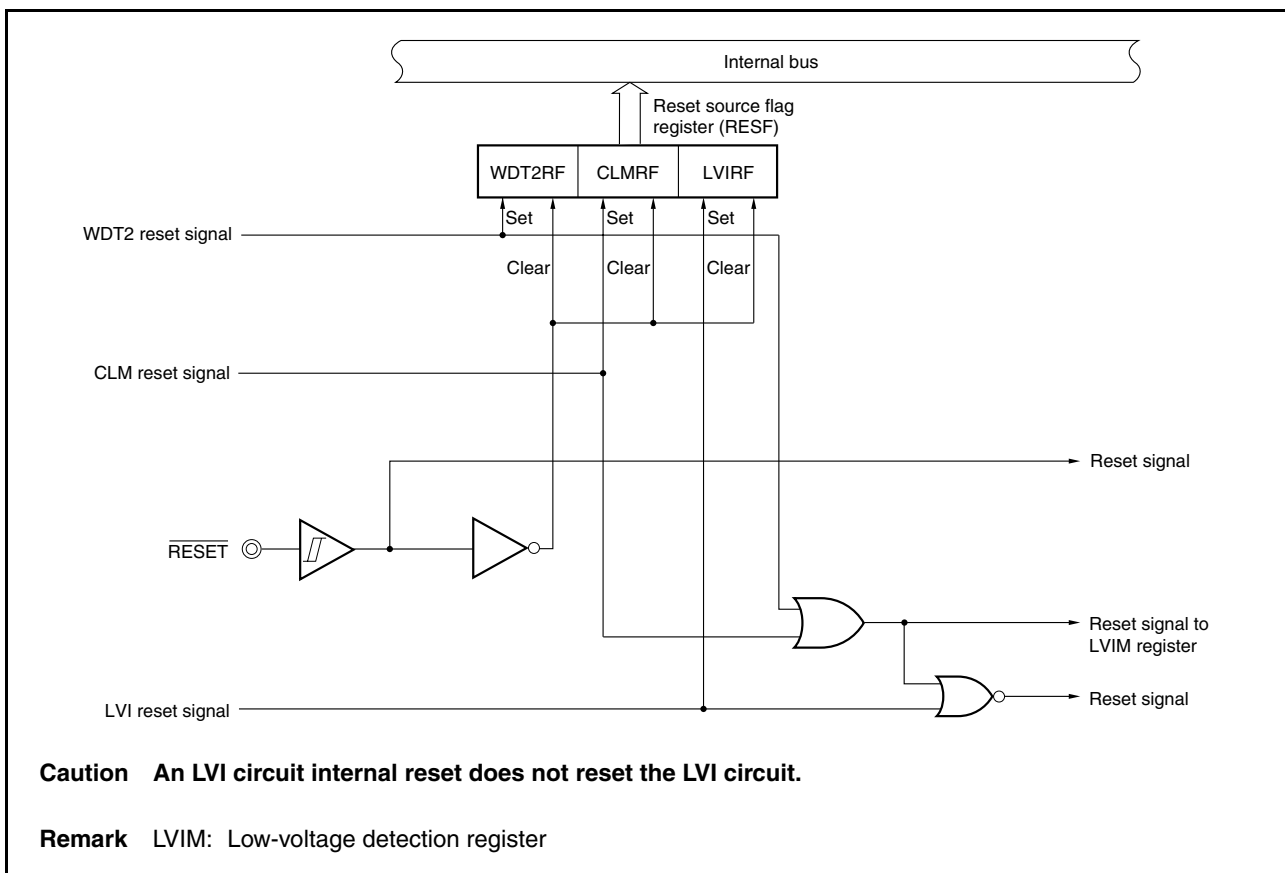 Internal bus
Reset source flag
register (RESF)
WDT2RF CLMRF LVIRF
Set Set Set
WDT2 reset signal
Clear Clear Clear
CLM reset signal
Reset signal
RESET
Reset signal to
LVIM register
Reset signal
LVI reset signal
Caution An LVI circuit internal reset does not reset the LVI circuit.
Remark LVIM: Low-voltage detection register